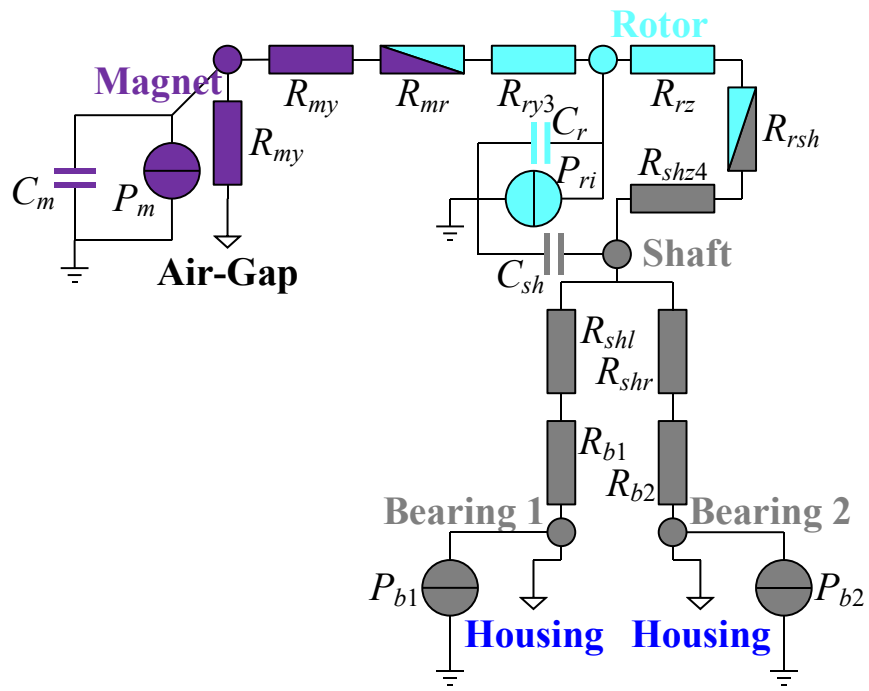 Rotor
Magnet
R_my
R_mr
R_ry3
R_rz
C_r
R_rsh
R_my
P_ri
R_shz4
C_m
P_m
Air-Gap
Shaft
C_sh
R_shl
R_shr
R_b1
R_b2
Bearing 1
Bearing 2
P_b1
P_b2
Housing
Housing